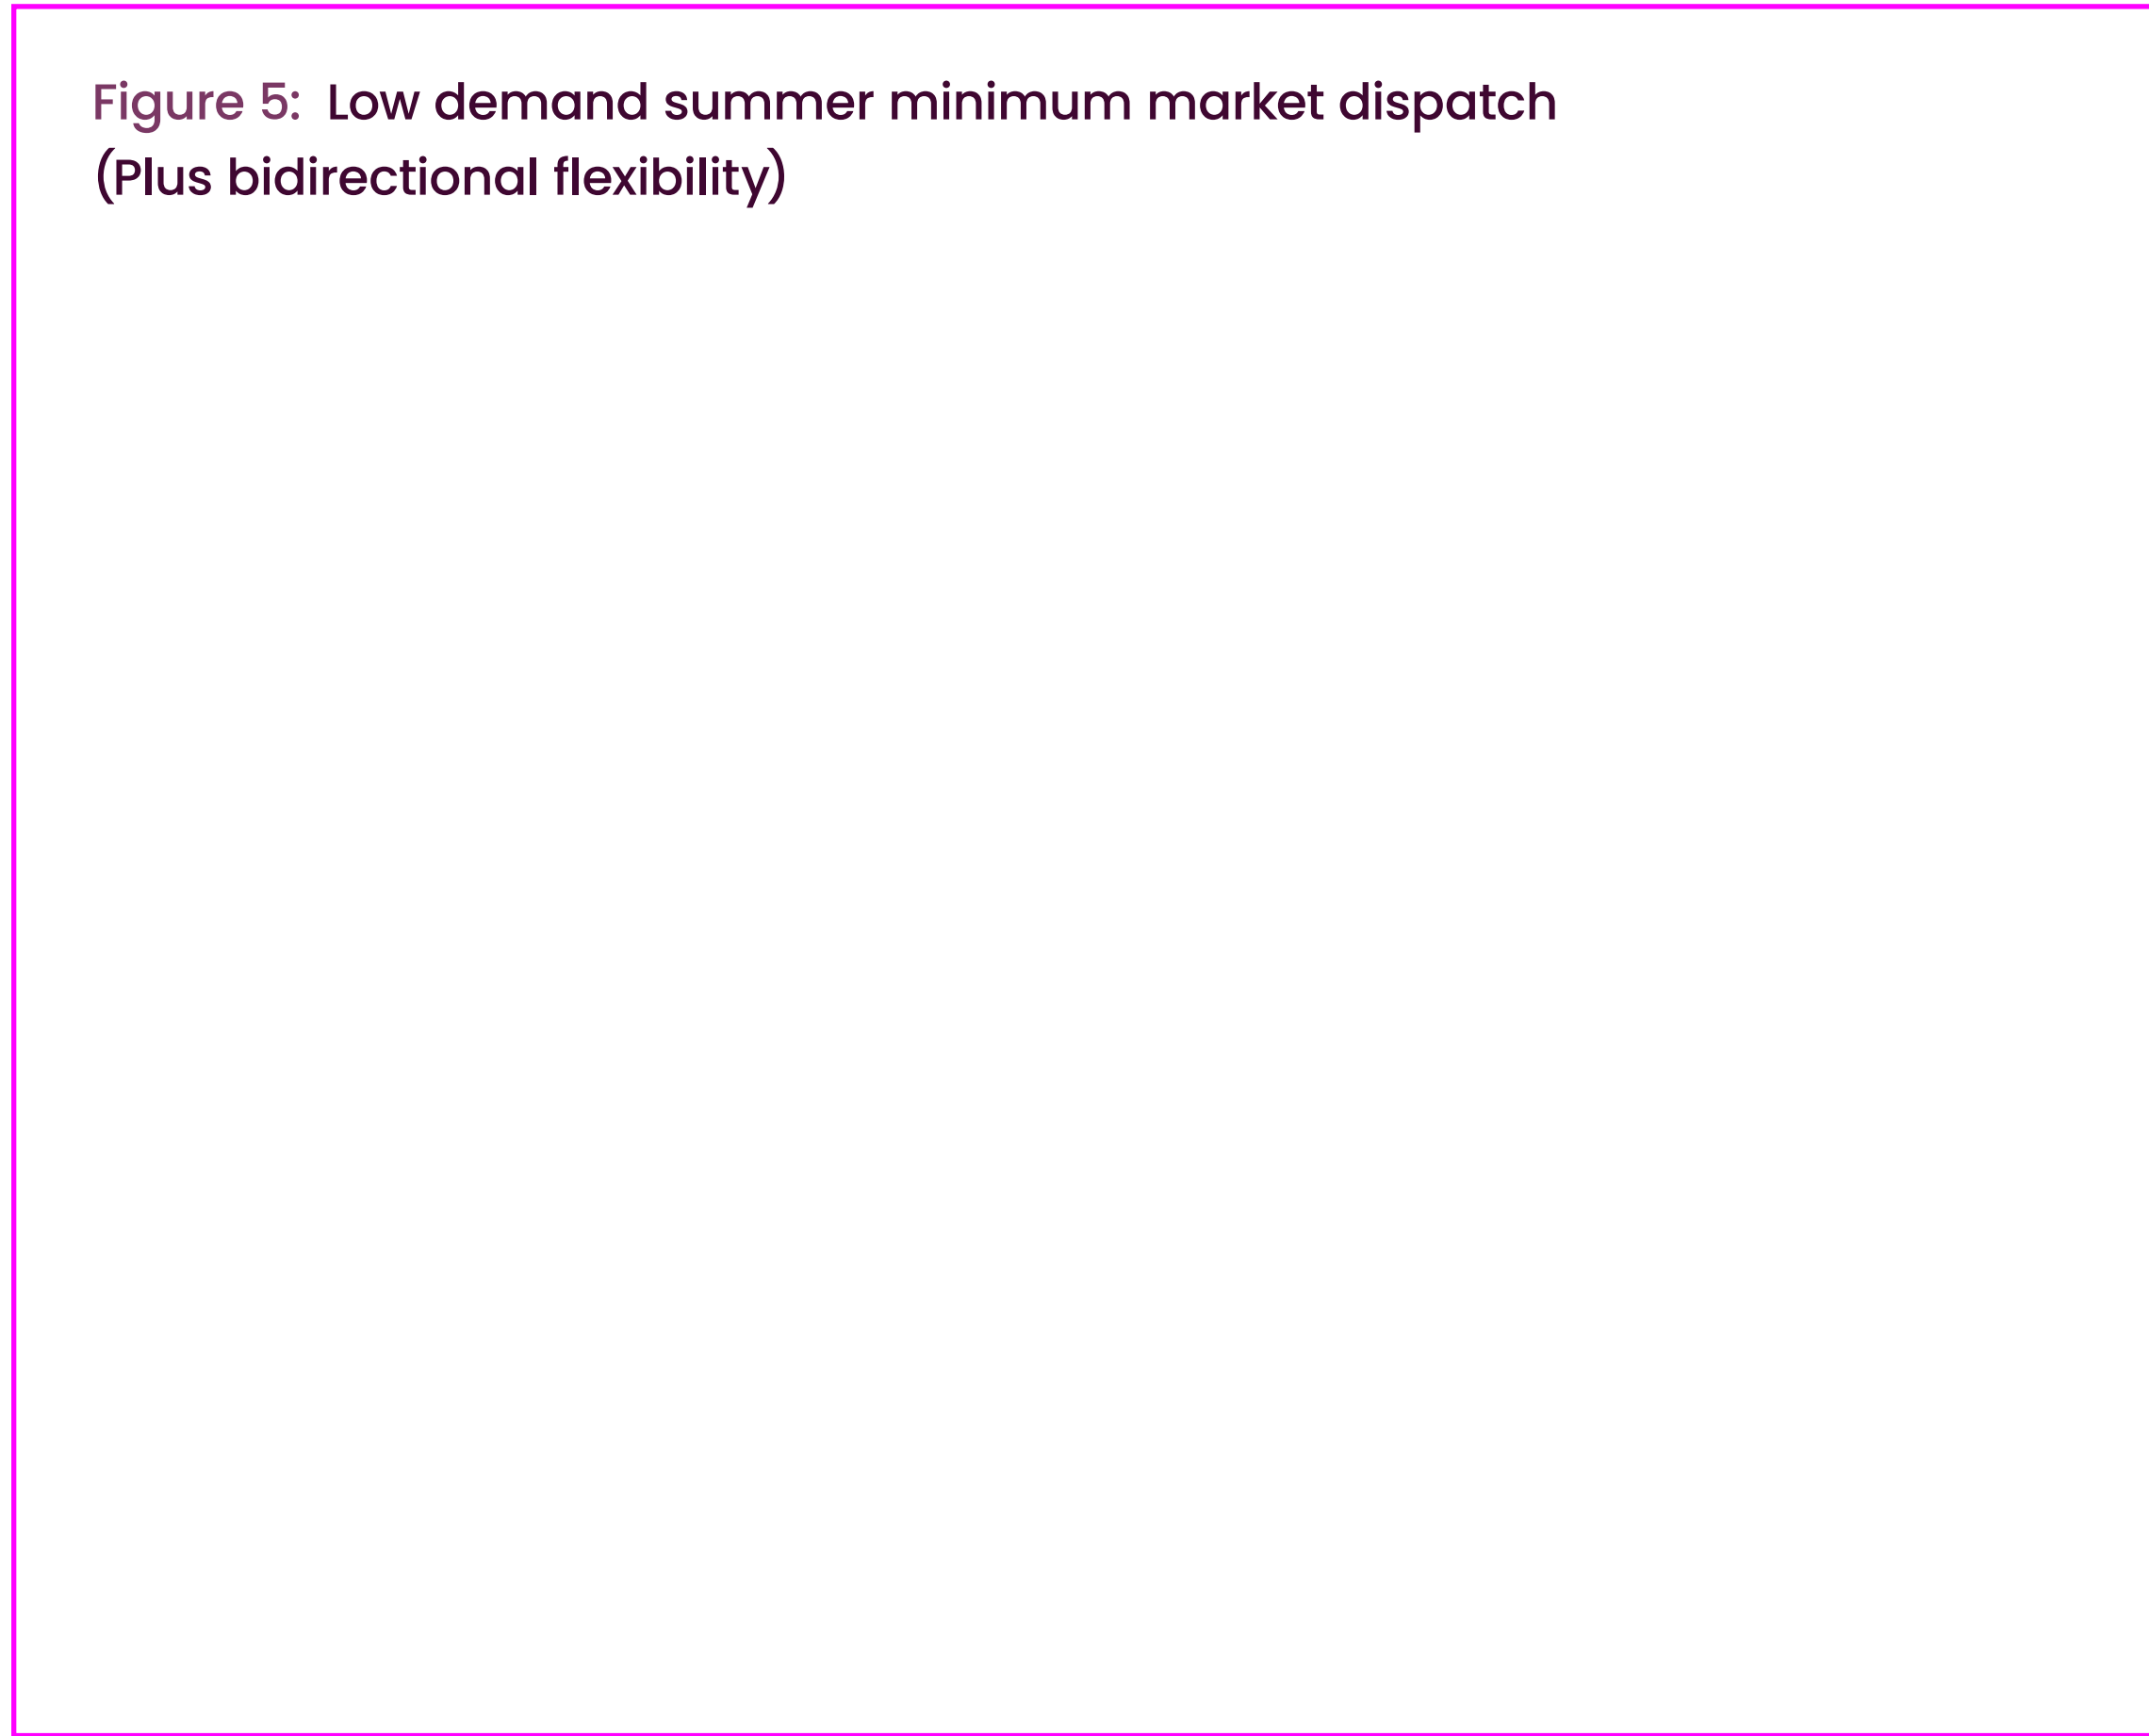 Figure 5: Low demand summer minimum market dispatch
(Plus bidirectional flexibility)